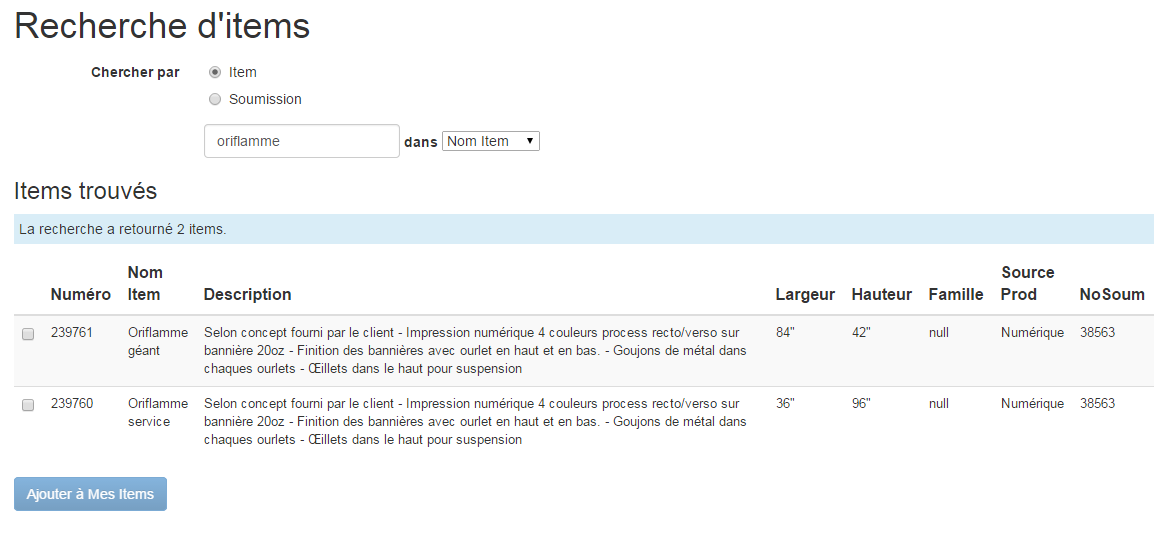 Recherche d'items
Chercher par
Item
Soumission
oriflamme dans Nom Item
Items trouvés
La recherche a retourné 2 items.
Numéro Nom Item Description Largeur Hauteur Famille Source Prod NoSoum
239761 Oriflamme géant Selon concept fourni par le client - Impression numérique 4 couleurs process recto/verso sur 84" 42" null Numérique 38563
bannière 20oz - Finition des bannières avec ourlet en haut et en bas. - Goujons de métal dans
chaques ourlets - Œillets dans le haut pour suspension
239760 Oriflamme service Selon concept fourni par le client - Impression numérique 4 couleurs process recto/verso sur 36" 96" null Numérique 38563
bannière 20oz - Finition des bannières avec ourlet en haut et en bas. - Goujons de métal dans
chaques ourlets - Œillets dans le haut pour suspension
Ajouter à Mes Items